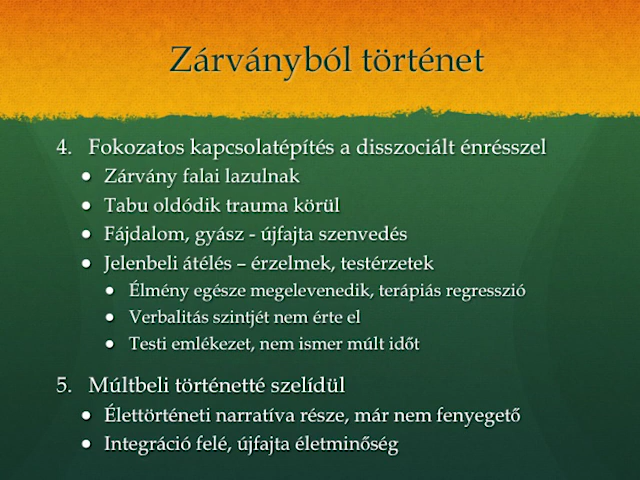 Zárványból történet
4. Fokozatos kapcsolatépítés a disszociált énrésszel
● Zárvány falai lazulnak
● Tabu oldódik trauma körül
● Fájdalom, gyász - újfajta szenvedés
● Jelenbeli átélés – érzelmek, testérzetek
● Élmény egésze megelevenedik, terápiás regresszió
● Verbalitás szintjét nem érte el
● Testi emlékezet, nem ismer múlt időt
5. Múltbeli történetté szelídül
● Élettörténeti narratíva része, már nem fenyegető
● Integráció felé, újfajta életminőség